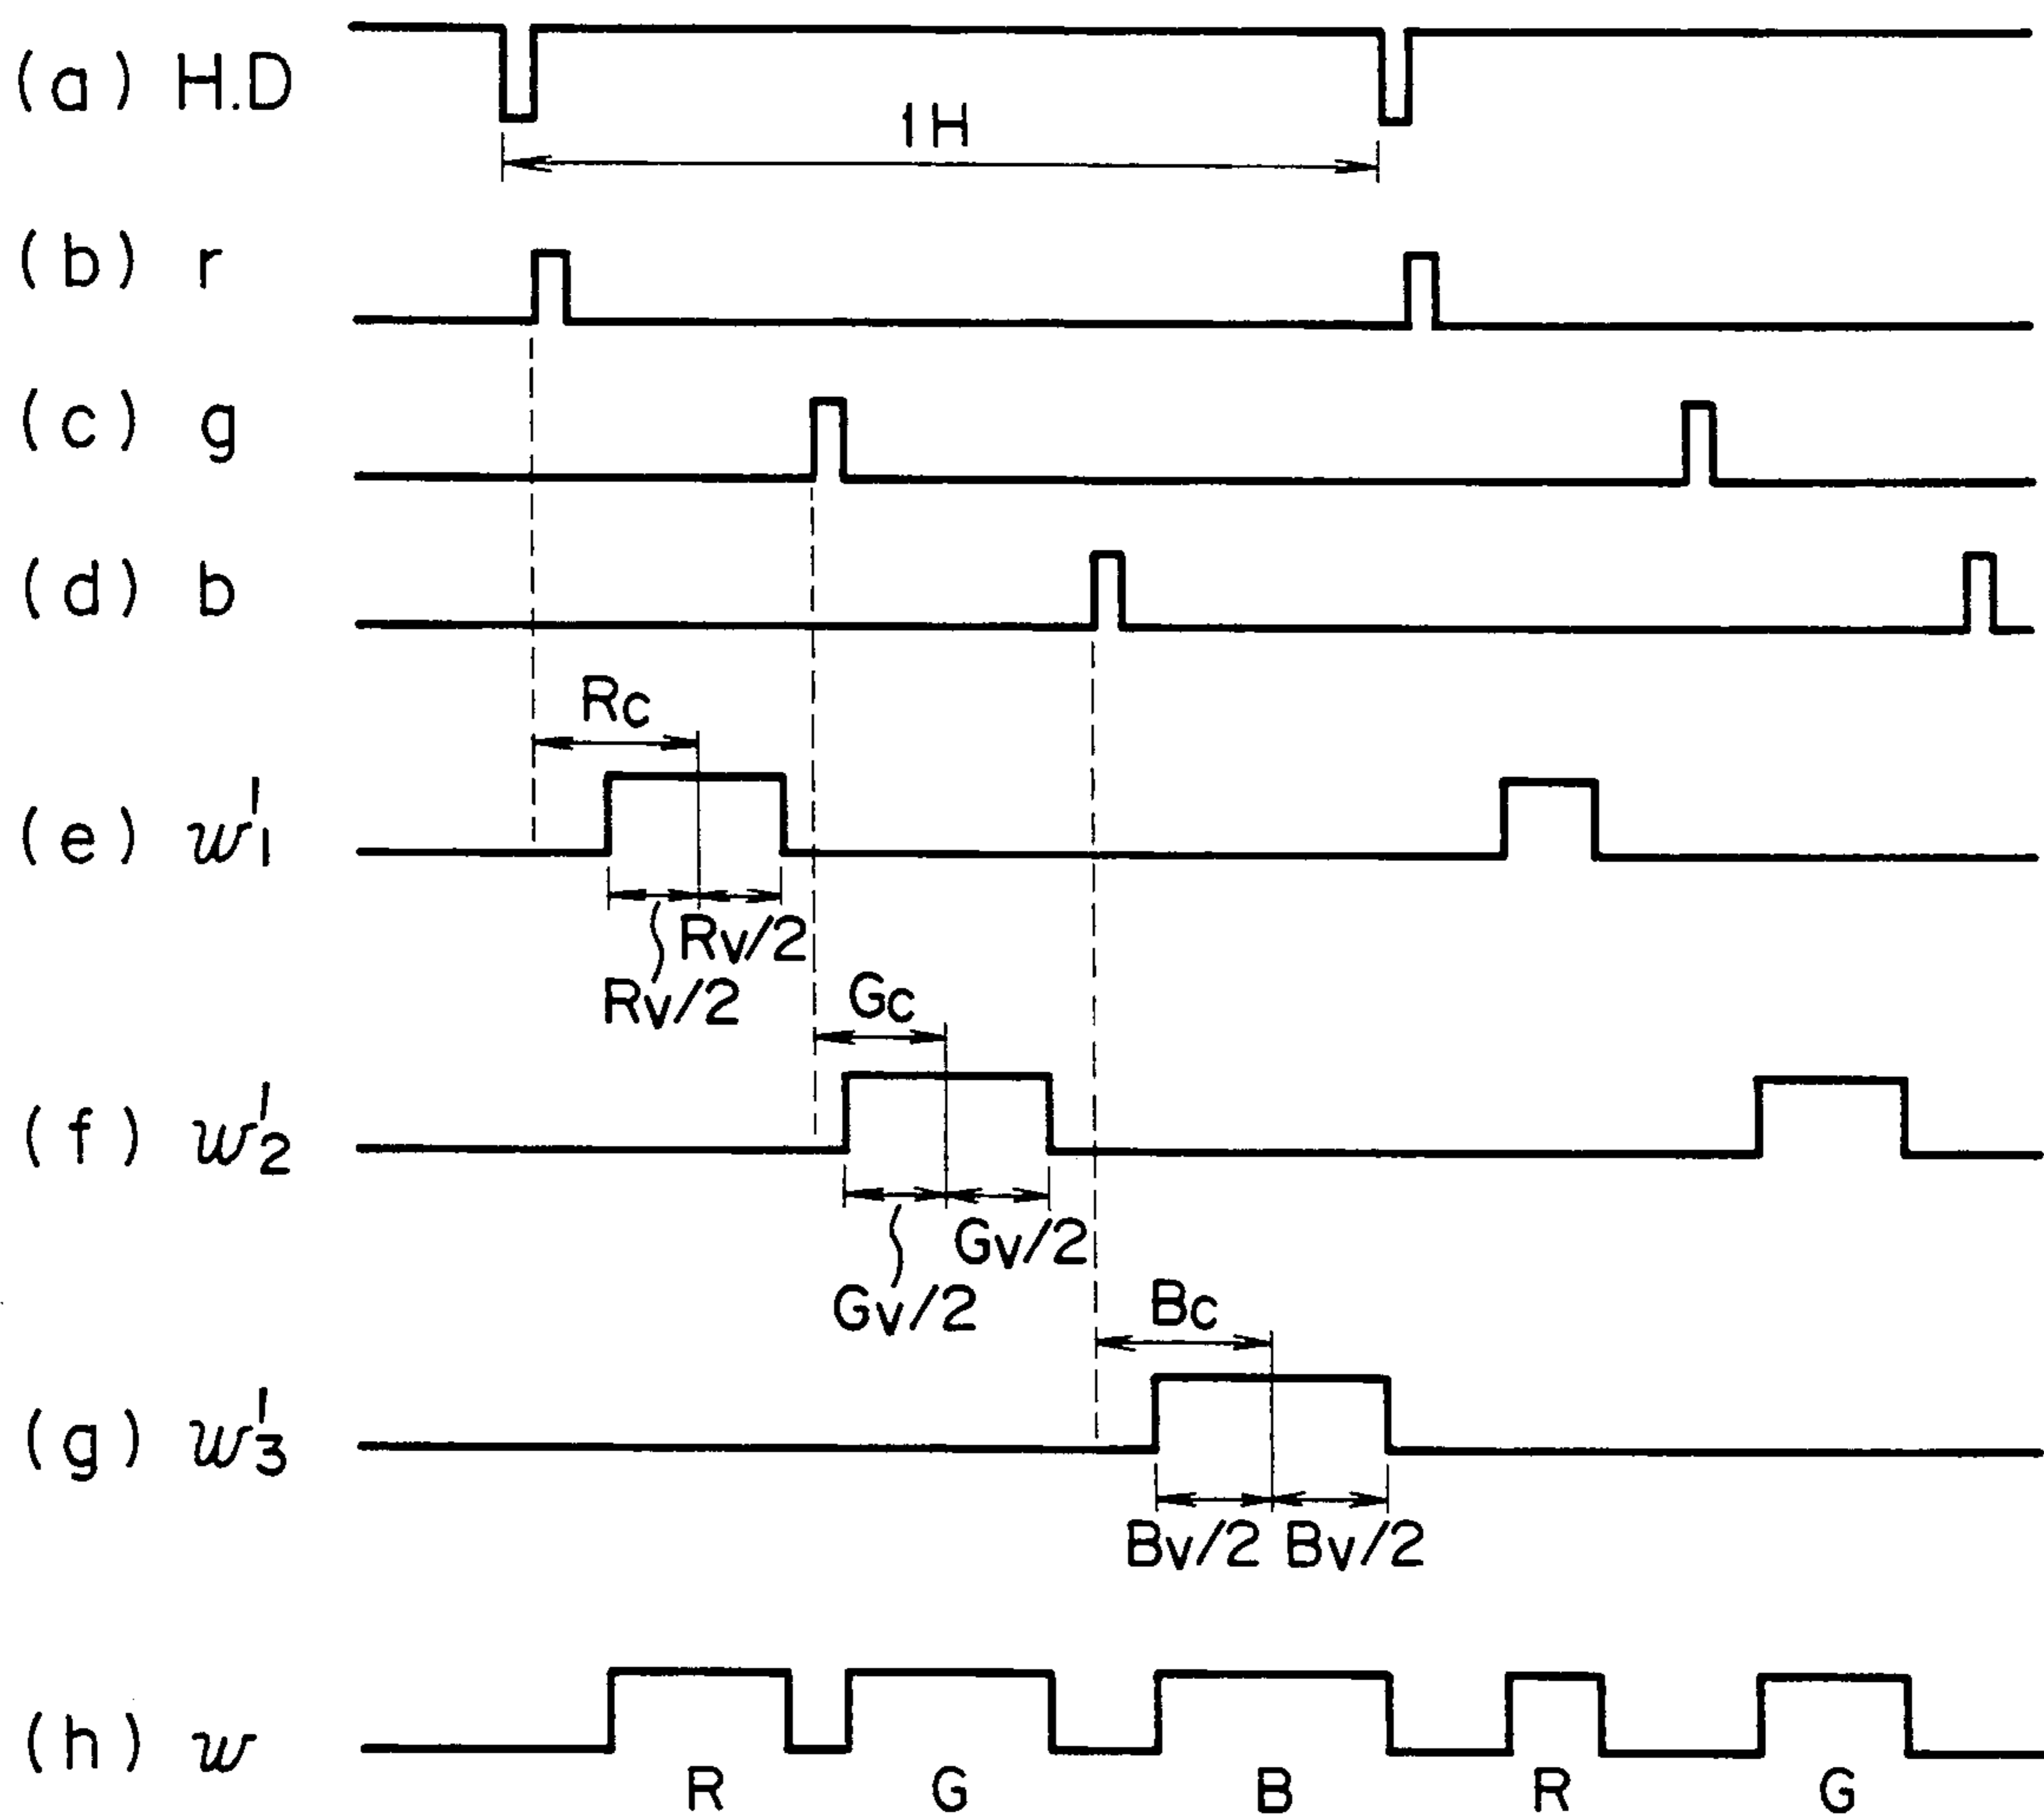 (a) H.D
1H
(b) r
(c) g
(d) b
Rc
(e) w'1
Rv/2
Rv/2
Gc
(f) w'2
Gv/2
Gv/2
Bc
(g) w'3
Bv/2 Bv/2
(h) w
R G B R G